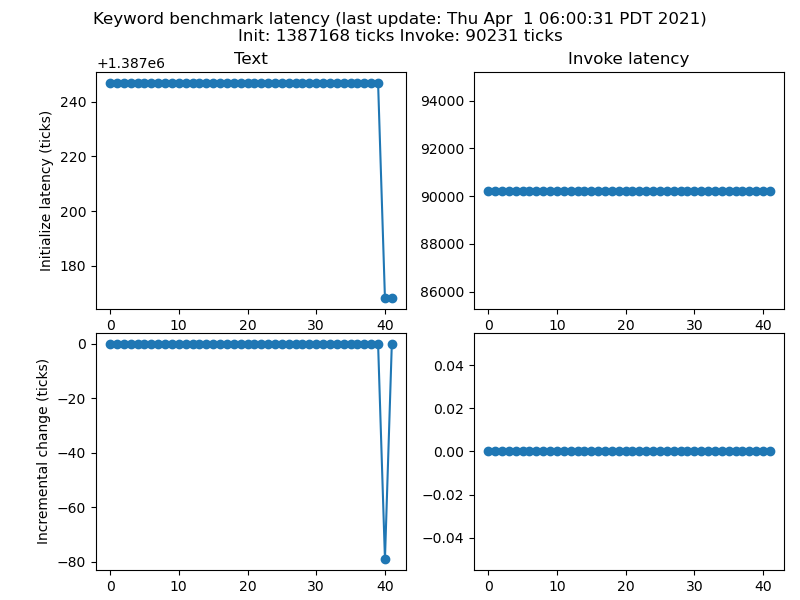 Keyword benchmark latency (last update: Thu Apr  1 06:00:31 PDT 2021)
Init: 1387168 ticks Invoke: 90231 ticks
Text
Invoke latency
+1.387e6
Initialize latency (ticks)
240
220
200
180
0 10 20 30 40
94000
92000
90000
88000
86000
0 10 20 30 40
Incremental change (ticks)
0
−20
−40
−60
−80
0 10 20 30 40
0.04
0.02
0.00
−0.02
−0.04
0 10 20 30 40